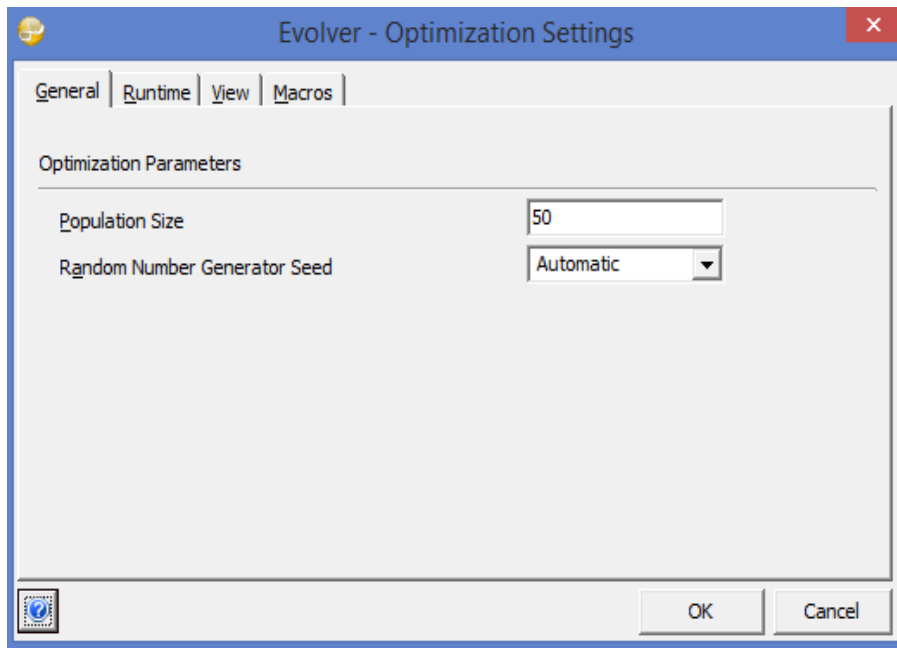 Evolver - Optimization Settings
General Runtime View Macros
Optimization Parameters
Population Size 50
Random Number Generator Seed Automatic
OK Cancel